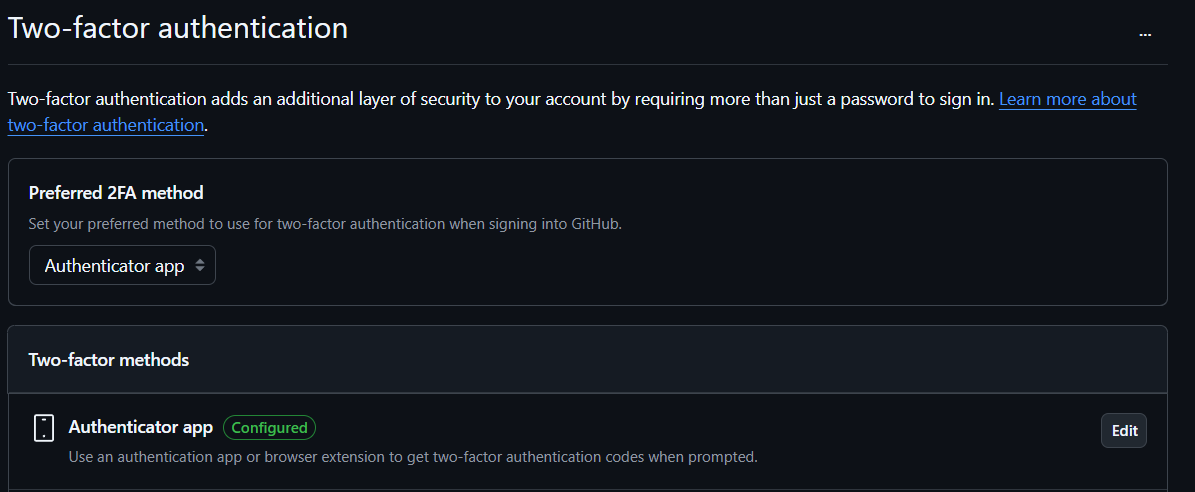 Two-factor authentication
...
Two-factor authentication adds an additional layer of security to your account by requiring more than just a password to sign in. Learn more about
two-factor authentication.
Preferred 2FA method
Set your preferred method to use for two-factor authentication when signing into GitHub.
Authenticator app
Two-factor methods
Authenticator app Configured
Edit
Use an authentication app or browser extension to get two-factor authentication codes when prompted.